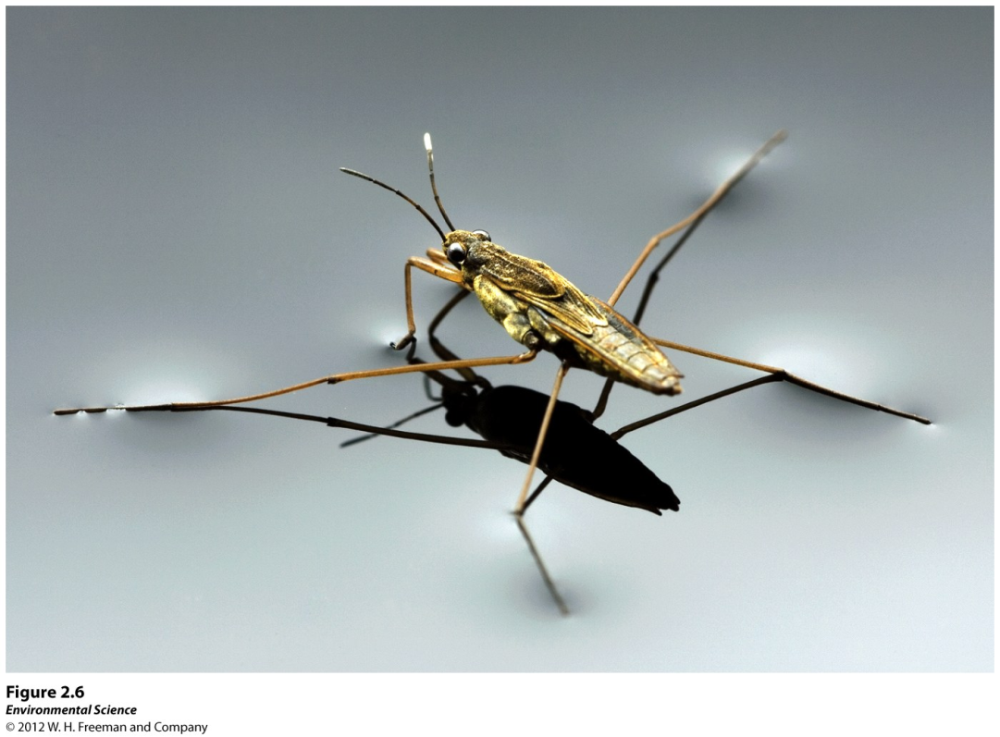 Figure 2.6
Environmental Science
© 2012 W. H. Freeman and Company